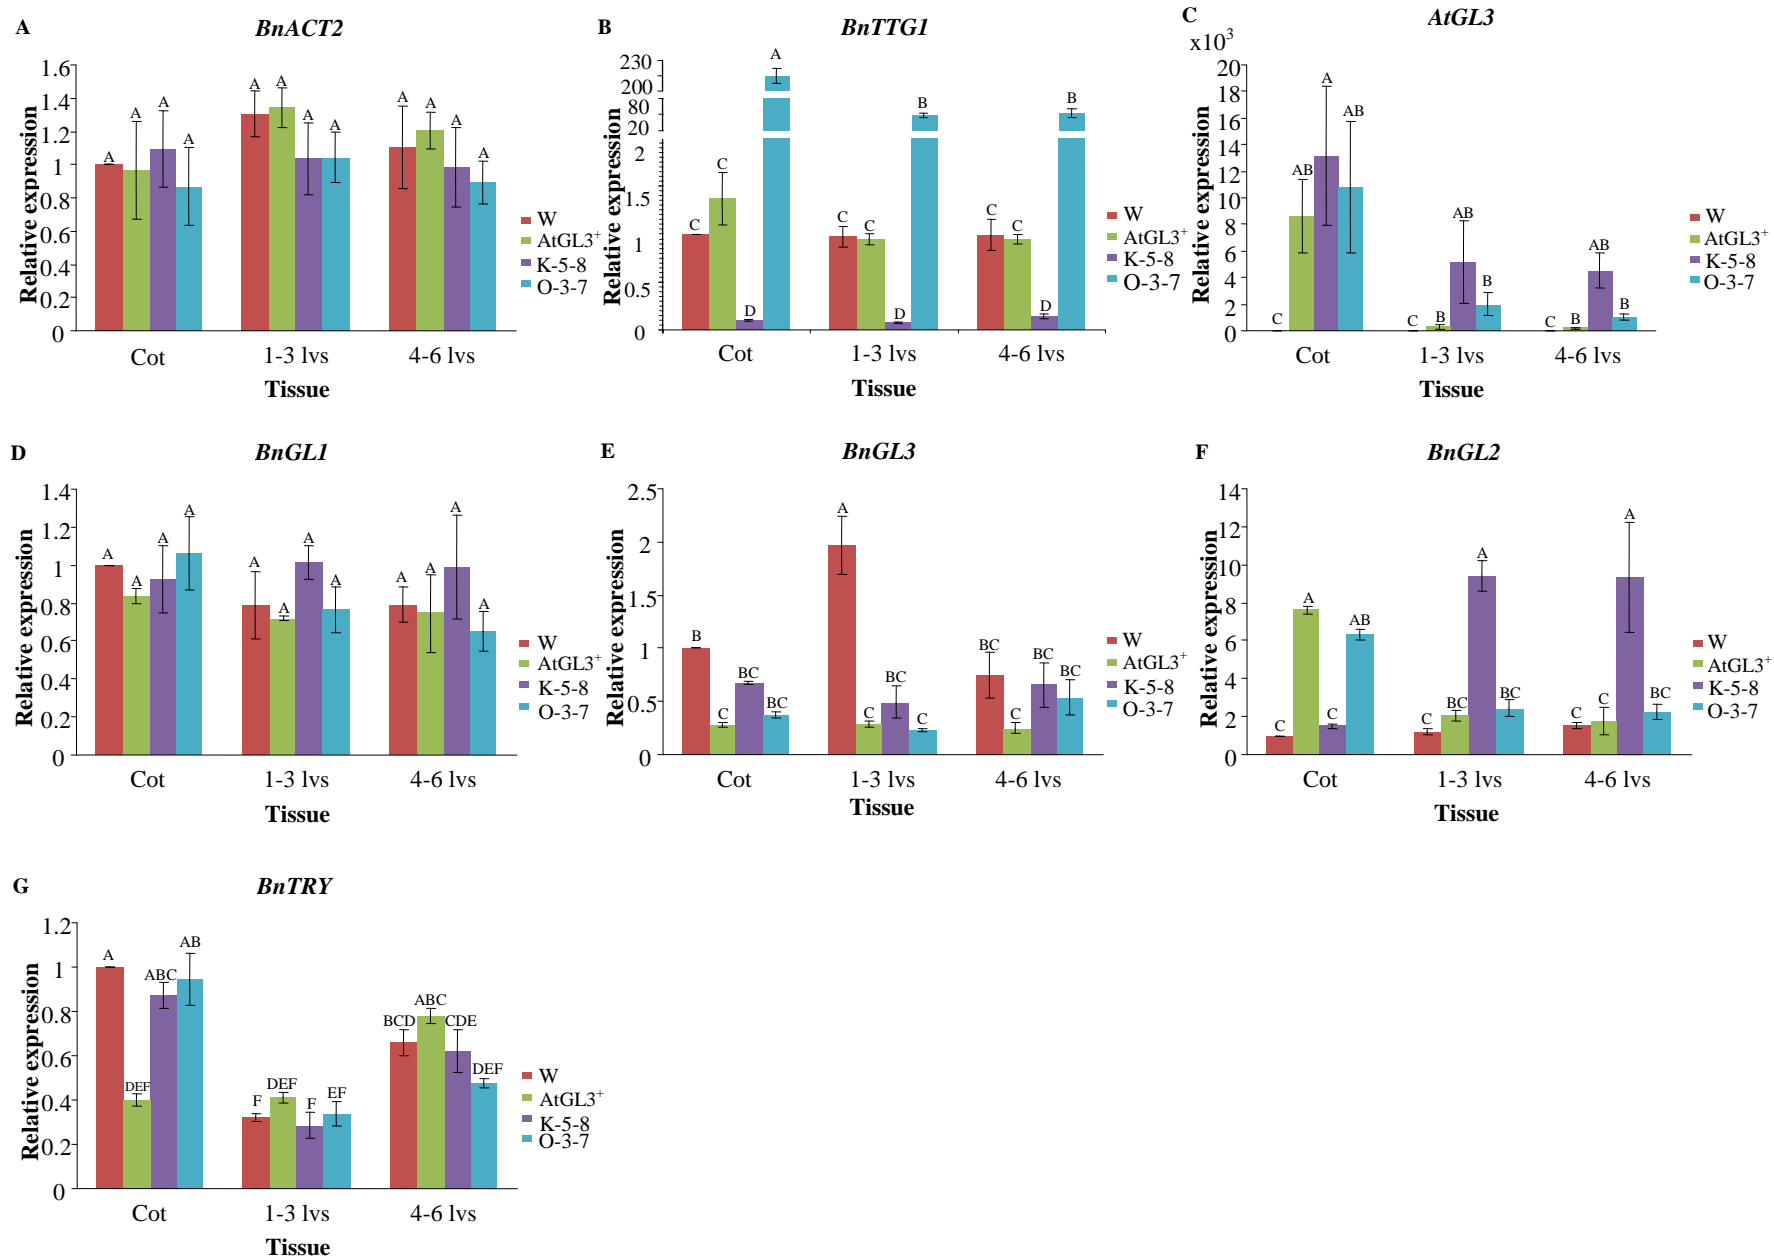 A
BnACT2
Relative expression
1.6
1.4
1.2
1
0.8
0.6
0.4
0.2
0
A A A A
A A A A
A A A A
Cot 1-3 lvs 4-6 lvs
Tissue
W
AtGL3+
K-5-8
O-3-7
B
BnTTG1
Relative expression
230
200
80
20
2
1.5
1
0.5
0
C C D A
C C D B
C C D B
Cot 1-3 lvs 4-6 lvs
Tissue
W
AtGL3+
K-5-8
O-3-7
C
AtGL3
x10³
Relative expression
20
18
16
14
12
10
8
6
4
2
0
C AB A AB
C B AB B
C B AB B
Cot 1-3 lvs 4-6 lvs
Tissue
W
AtGL3+
K-5-8
O-3-7
D
BnGL1
Relative expression
1.4
1.2
1
0.8
0.6
0.4
0.2
0
A A A A
A A A A
A A A A
Cot 1-3 lvs 4-6 lvs
Tissue
W
AtGL3+
K-5-8
O-3-7
E
BnGL3
Relative expression
2.5
2
1.5
1
0.5
0
B C BC BC
A C BC C
BC C BC BC
Cot 1-3 lvs 4-6 lvs
Tissue
W
AtGL3+
K-5-8
O-3-7
F
BnGL2
Relative expression
14
12
10
8
6
4
2
0
C A C AB
C BC A BC
C C A BC
Cot 1-3 lvs 4-6 lvs
Tissue
W
AtGL3+
K-5-8
O-3-7
G
BnTRY
Relative expression
1.2
1
0.8
0.6
0.4
0.2
0
A DEF ABC AB
F DEF F EF
BCD ABC CDE DEF
Cot 1-3 lvs 4-6 lvs
Tissue
W
AtGL3+
K-5-8
O-3-7